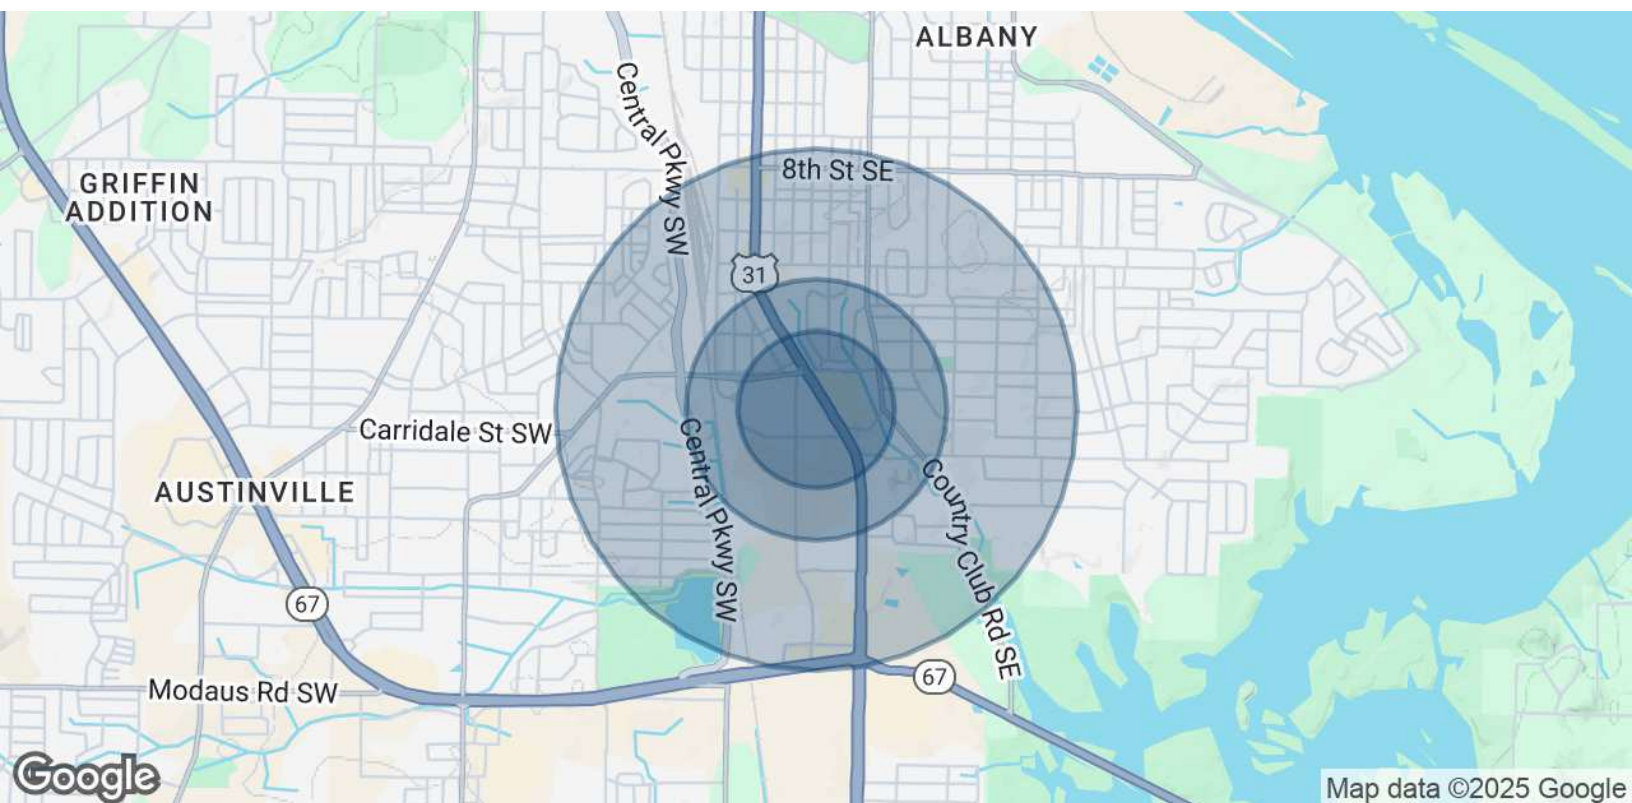 ALBANY
Central Pkwy SW
8th St SE
GRIFFIN
ADDITION
31
Carridale St SW
Central Pkwy SW
Country Club Rd SE
AUSTINVILLE
67
67
Modaus Rd SW
Google
Map data ©2025 Google